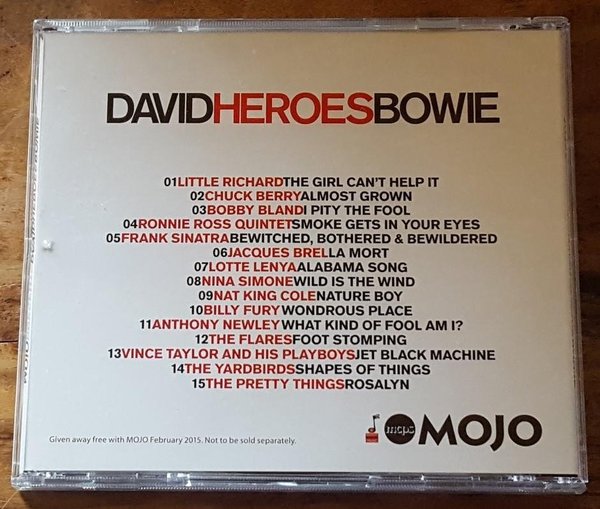 DAVIDHEROESBOWIE
01LITTLE RICHARDTHE GIRL CAN'T HELP IT
02CHUCK BERRYALMOST GROWN
03BOBBY BLANDI PITY THE FOOL
04RONNIE ROSS QUINTETSMOKE GETS IN YOUR EYES
05FRANK SINATRABEWITCHED, BOTHERED & BEWILDERED
06JACQUES BRELLA MORT
07LOTTE LENYAALABAMA SONG
08NINA SIMONEWILD IS THE WIND
09NAT KING COLENATURE BOY
10BILLY FURYWONDROUS PLACE
11ANTHONY NEWLEYWHAT KIND OF FOOL AM I?
12THE FLARESFOOT STOMPING
13VINCE TAYLOR AND HIS PLAYBOYSJET BLACK MACHINE
14THE YARDBIRDSSHAPES OF THINGS
15THE PRETTY THINGSROSALYN
Given away free with MOJO February 2015. Not to be sold separately.
mcps
MOJO